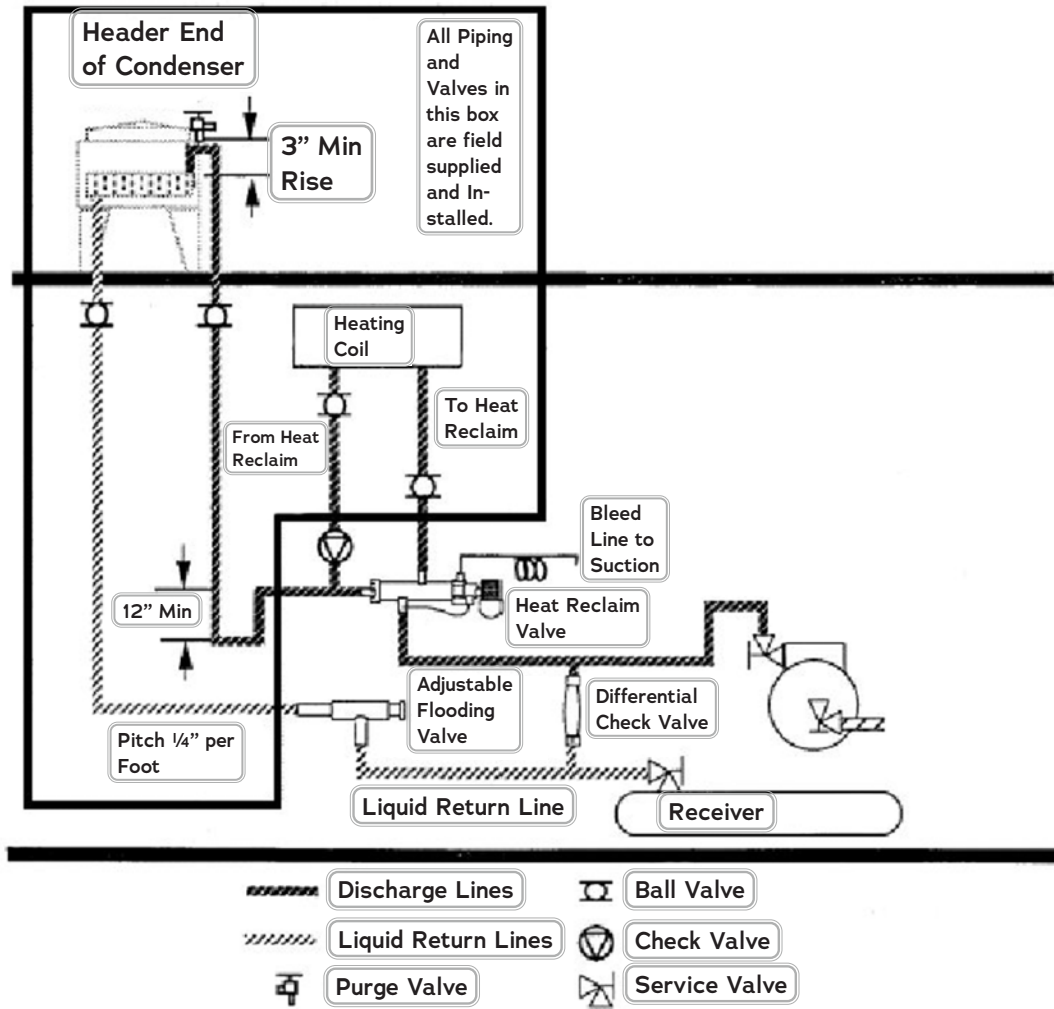 Header End
of Condenser
All Piping
and
Valves in
this box
are field
supplied
and In-
stalled.
3” Min
Rise
Heating
Coil
To Heat
Reclaim
From Heat
Reclaim
Bleed
Line to
Suction
12” Min
Heat Reclaim
Valve
Adjustable
Flooding
Valve
Differential
Check Valve
Pitch ¼” per
Foot
Liquid Return Line
Receiver
Discharge Lines
Ball Valve
Liquid Return Lines
Check Valve
Purge Valve
Service Valve